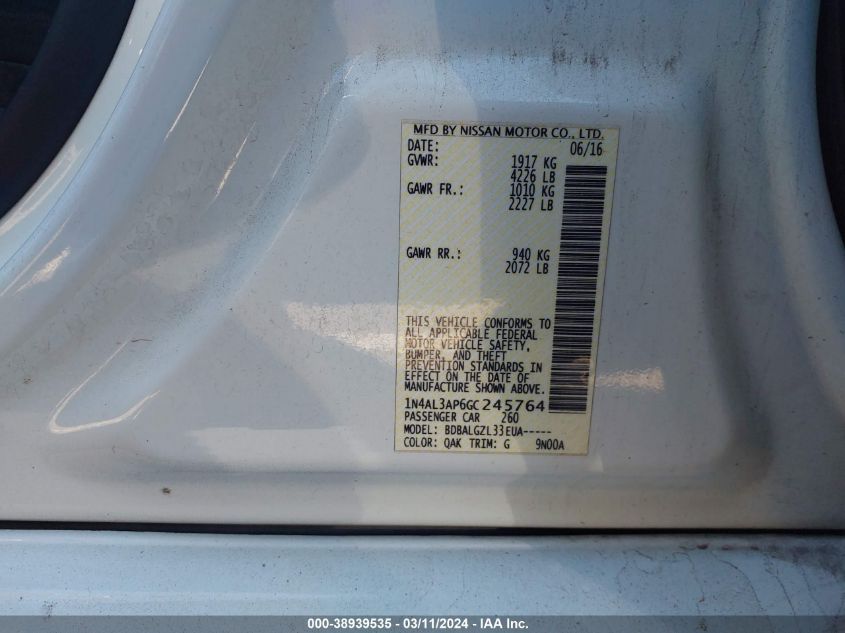 MFD BY NISSAN MOTOR CO., LTD.
DATE: 06/16
GVWR: 1917 KG
4226 LB
GAWR FR.: 1010 KG
2227 LB
GAWR RR.: 940 KG
2072 LB
THIS VEHICLE CONFORMS TO
ALL APPLICABLE FEDERAL
MOTOR VEHICLE SAFETY,
BUMPER, AND THEFT
PREVENTION STANDARDS IN
EFFECT ON THE DATE OF
MANUFACTURE SHOWN ABOVE.
1N4AL3AP6GC245764
PASSENGER CAR 260
MODEL: BDBALGZL33EUA-----
COLOR: QAK TRIM: G 9N00A
000-38939535 - 03/11/2024 - IAA Inc.